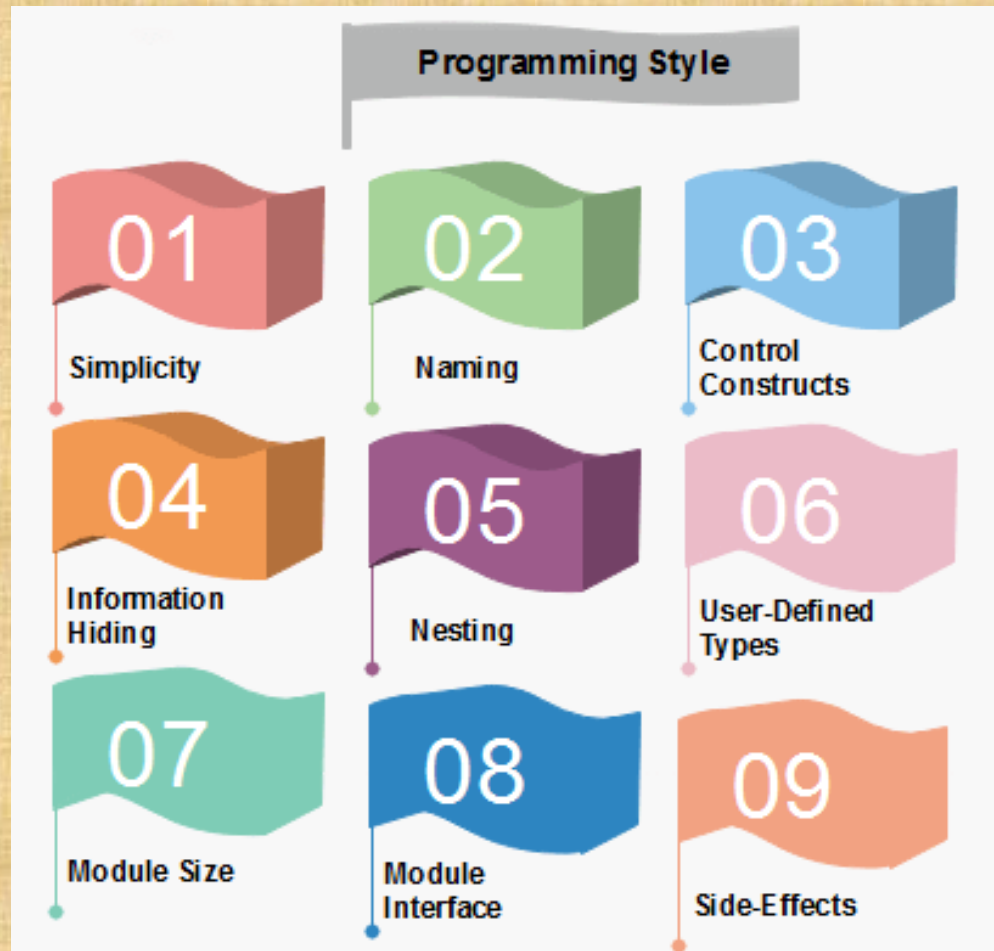 Programming Style
01
Simplicity
02
Naming
03
Control
Constructs
04
Information
Hiding
05
Nesting
06
User-Defined
Types
07
Module Size
08
Module
Interface
09
Side-Effects